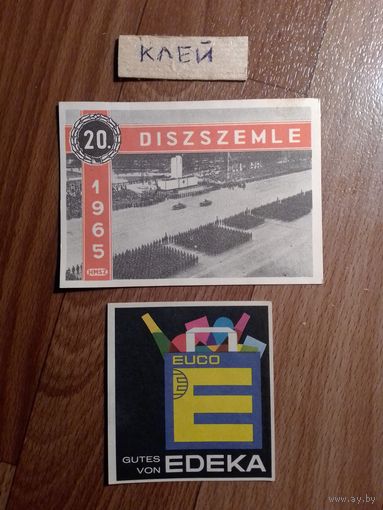 КЛЕЙ
20.
DISZSZEMLE
1965
MNSZ
EUCO
E
E
GUTES
VON EDEKA
www.ay.by